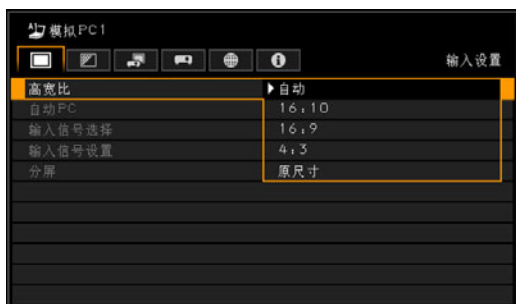 模拟PC1
输入设置
高宽比
自动
自动PC
16:10
输入信号选择
16:9
输入信号设置
4:3
分屏
原尺寸